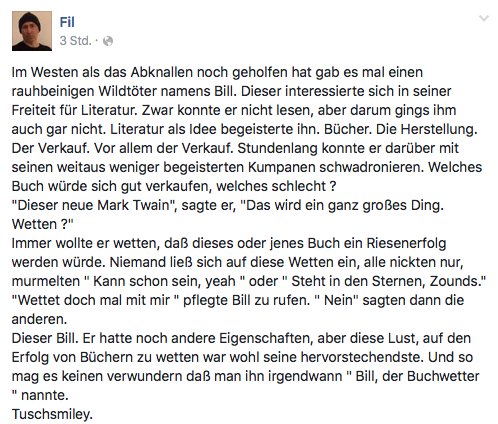 Fil
3 Std. ·
Im Westen als das Abknallen noch geholfen hat gab es mal einen
rauhbeinigen Wildtöter namens Bill. Dieser interessierte sich in seiner
Freiteit für Literatur. Zwar konnte er nicht lesen, aber darum gings ihm
auch gar nicht. Literatur als Idee begeisterte ihn. Bücher. Die Herstellung.
Der Verkauf. Vor allem der Verkauf. Stundenlang konnte er darüber mit
seinen weitaus weniger begeisterten Kumpanen schwadronieren. Welches
Buch würde sich gut verkaufen, welches schlecht ?
"Dieser neue Mark Twain", sagte er, "Das wird ein ganz großes Ding.
Wetten ?"
Immer wollte er wetten, daß dieses oder jenes Buch ein Riesenerfolg
werden würde. Niemand ließ sich auf diese Wetten ein, alle nickten nur,
murmelten " Kann schon sein, yeah " oder " Steht in den Sternen, Zounds."
"Wettet doch mal mit mir " pflegte Bill zu rufen. " Nein" sagten dann die
anderen.
Dieser Bill. Er hatte noch andere Eigenschaften, aber diese Lust, auf den
Erfolg von Büchern zu wetten war wohl seine hervorstechendste. Und so
mag es keinen verwundern daß man ihn irgendwann " Bill, der Buchwetter
" nannte.
Tuschsmiley.